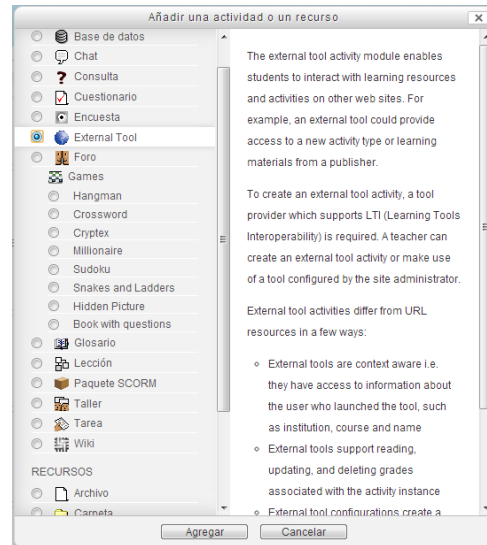 Añadir una actividad o un recurso
Base de datos
Chat
Consulta
Cuestionario
Encuesta
External Tool
Foro
Games
Hangman
Crossword
Cryptex
Millionaire
Sudoku
Snakes and Ladders
Hidden Picture
Book with questions
Glosario
Lección
Paquete SCORM
Taller
Tarea
Wiki
RECURSOS
Archivo
Carpeta
The external tool activity module enables
students to interact with learning resources
and activities on other web sites. For
example, an external tool could provide
access to a new activity type or learning
materials from a publisher.
To create an external tool activity, a tool
provider which supports LTI (Learning Tools
Interoperability) is required. A teacher can
create an external tool activity or make use
of a tool configured by the site administrator.
External tool activities differ from URL
resources in a few ways:
External tools are context aware i.e.
they have access to information about
the user who launched the tool, such
as institution, course and name
External tools support reading,
updating, and deleting grades
associated with the activity instance
External tool configurations create a
Agregar
Cancelar